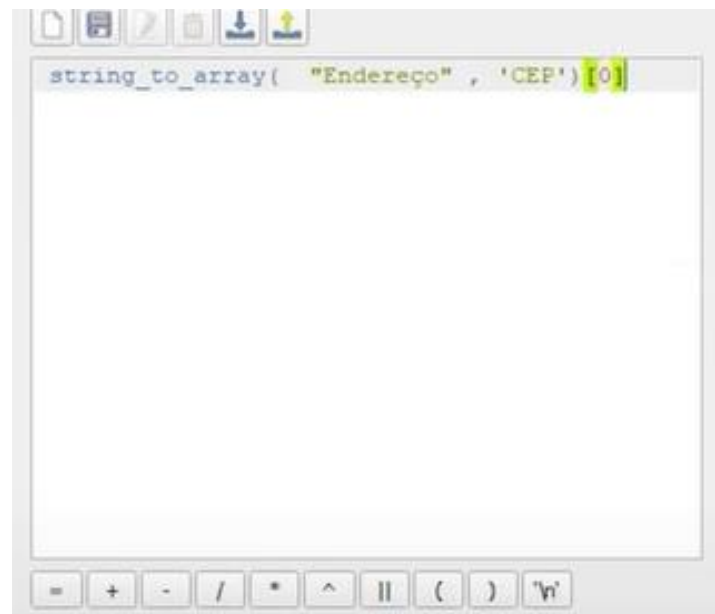 string_to_array( "Endereço" , 'CEP')[0]
= + - / * ^ || ( ) '\n'